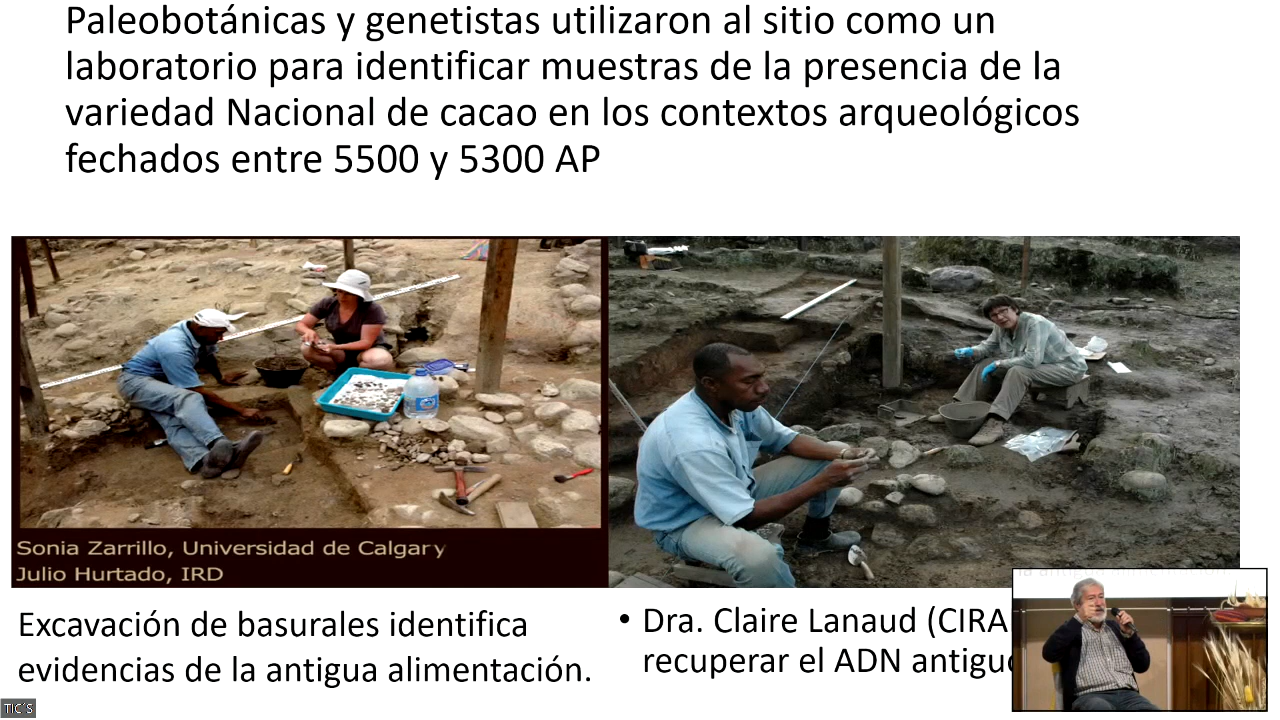 Paleobotánicas y genetistas utilizaron al sitio como un
laboratorio para identificar muestras de la presencia de la
variedad Nacional de cacao en los contextos arqueológicos
fechados entre 5500 y 5300 AP
Sonia Zarrillo, Universidad de Calgary
Julio Hurtado, IRD
Excavación de basurales identifica
evidencias de la antigua alimentación.
• Dra. Claire Lanaud (CIRA
recuperar el ADN antiguo
TIC´S